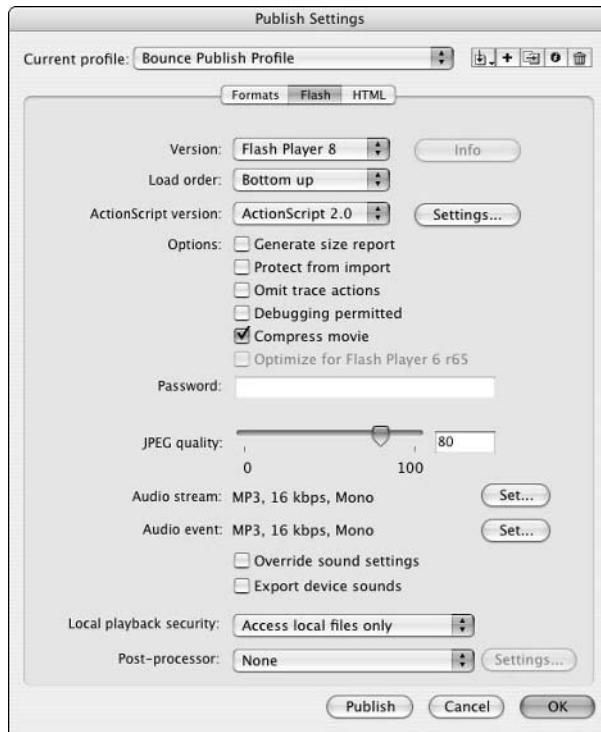 Publish Settings
Current profile: Bounce Publish Profile
Formats Flash HTML
Version: Flash Player 8 Info
Load order: Bottom up
ActionScript version: ActionScript 2.0 Settings...
Options: Generate size report
Protect from import
Omit trace actions
Debugging permitted
Compress movie
Optimize for Flash Player 6 r65
Password:
JPEG quality: 80
0 100
Audio stream: MP3, 16 kbps, Mono Set...
Audio event: MP3, 16 kbps, Mono Set...
Override sound settings
Export device sounds
Local playback security: Access local files only
Post-processor: None Settings...
Publish Cancel OK